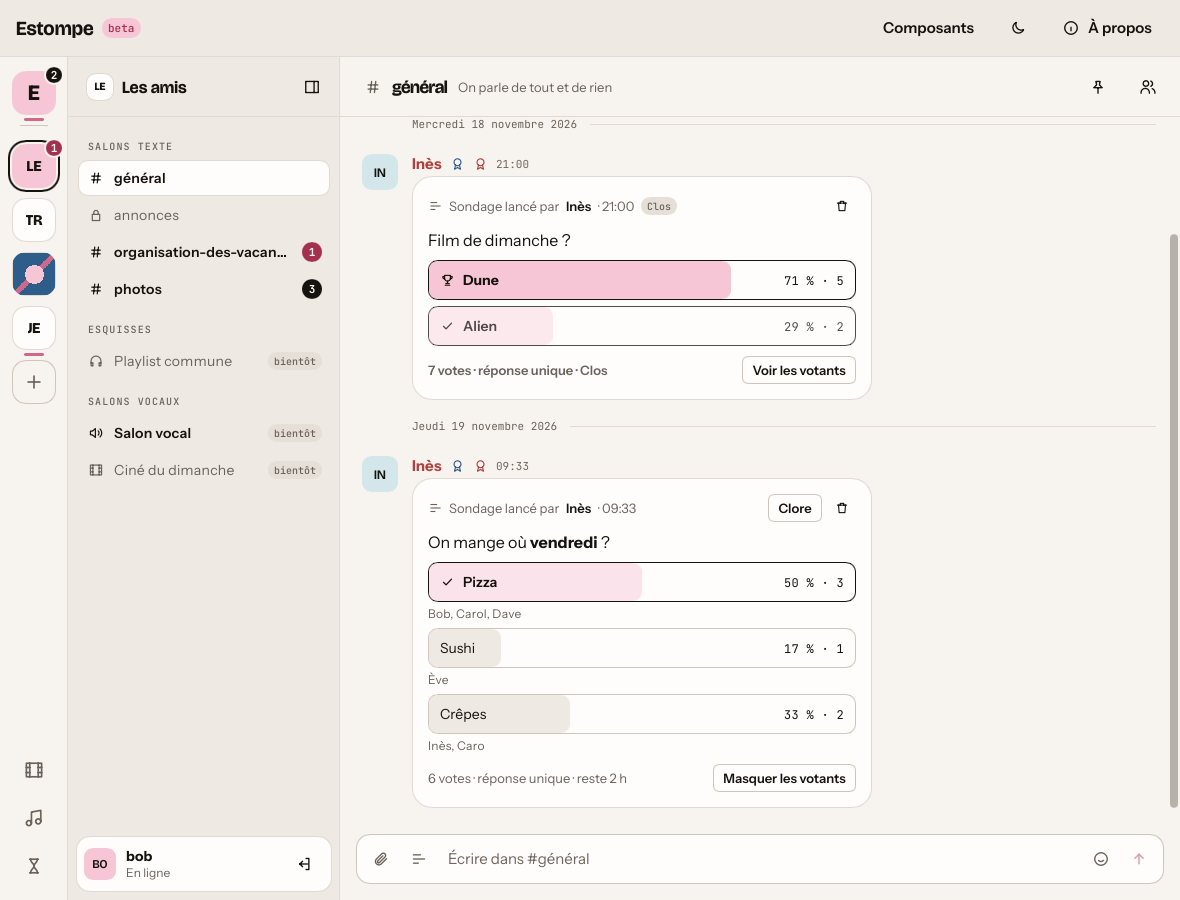 Estompe beta
Composants
À propos
E 2
LE 1
TR
JE
LE Les amis
SALONS TEXTE
# général
annonces
# organisation-des-vacan... 1
# photos 3
ESQUISSES
Playlist commune bientôt
SALONS VOCAUX
Salon vocal bientôt
Ciné du dimanche bientôt
BO bob
En ligne
# général On parle de tout et de rien
Mercredi 18 novembre 2026
IN Inès 21:00
Sondage lancé par Inès · 21:00 Clos
Film de dimanche ?
Dune 71 % · 5
Alien 29 % · 2
7 votes · réponse unique · Clos Voir les votants
Jeudi 19 novembre 2026
IN Inès 09:33
Sondage lancé par Inès · 09:33 Clore
On mange où vendredi ?
Pizza 50 % · 3
Bob, Carol, Dave
Sushi 17 % · 1
Ève
Crêpes 33 % · 2
Inès, Caro
6 votes · réponse unique · reste 2 h Masquer les votants
Écrire dans #général